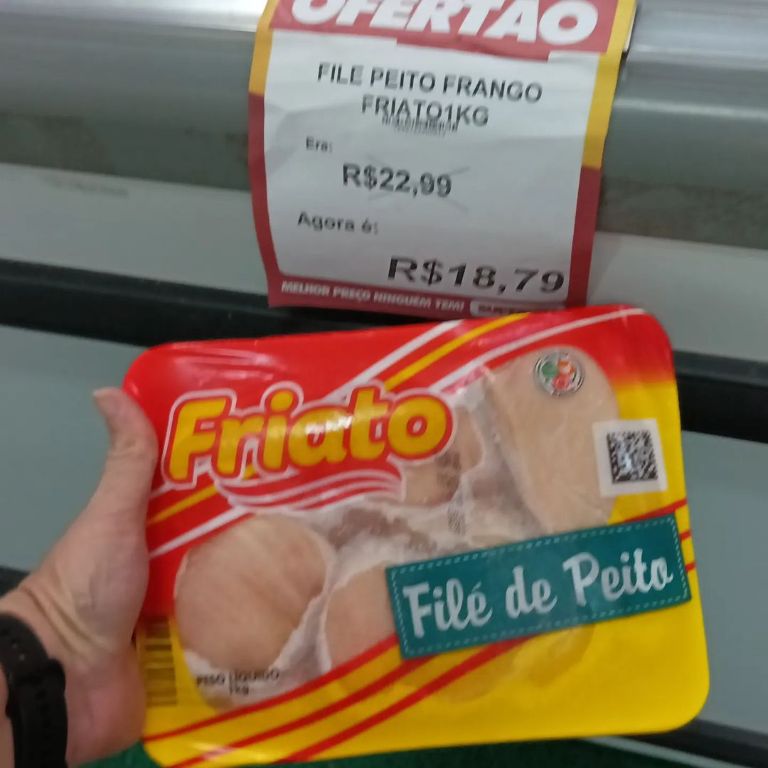 OFERTÃO
FILE PEITO FRANGO
FRIATO1KG
Era:
R$22,99
Agora é:
R$18,79
MELHOR PREÇO NINGUEM TEM!
Friato
Filé de Peito
PESO LÍQUIDO
1kg